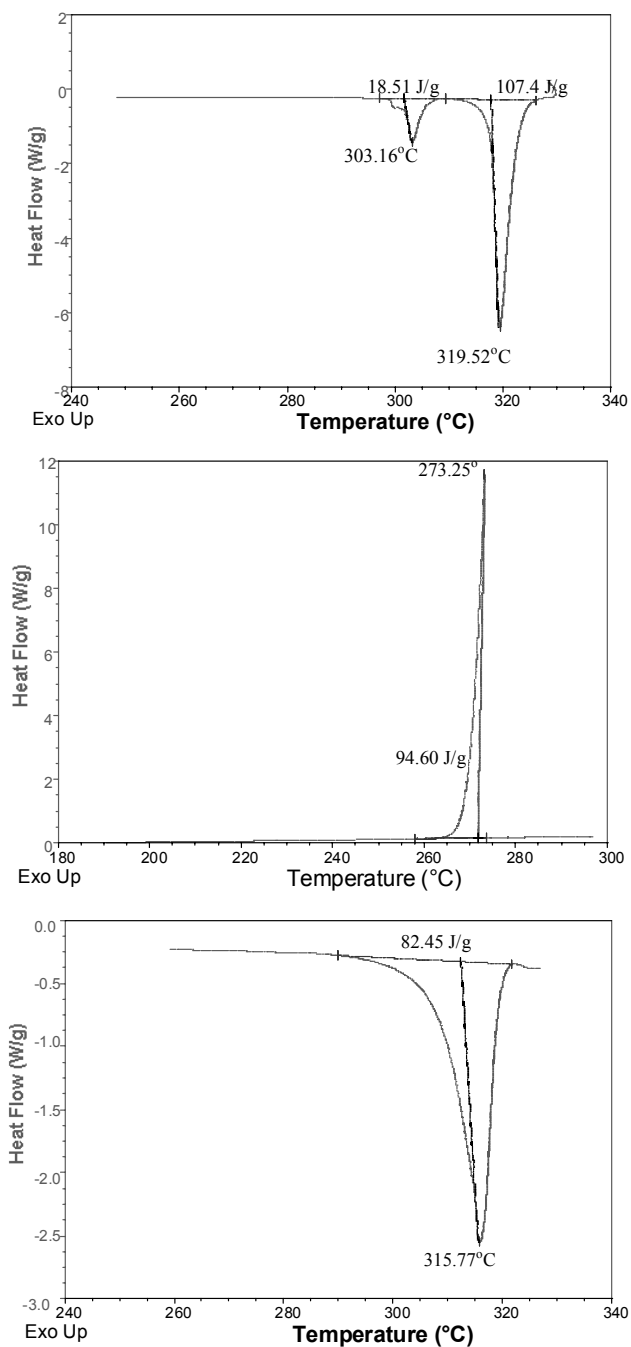 2
18.51 J/g 107.4 J/g
0
303.16°C
-2
-4
-6
319.52°C
-8
Heat Flow (W/g)
240 260 280 300 320 340
Exo Up Temperature (°C)
12
273.25°
10
8
6
4
94.60 J/g
2
0
Heat Flow (W/g)
180 200 220 240 260 280 300
Exo Up Temperature (°C)
0.0
82.45 J/g
-0.5
-1.0
-1.5
-2.0
-2.5
315.77°C
-3.0
Heat Flow (W/g)
240 260 280 300 320 340
Exo Up Temperature (°C)